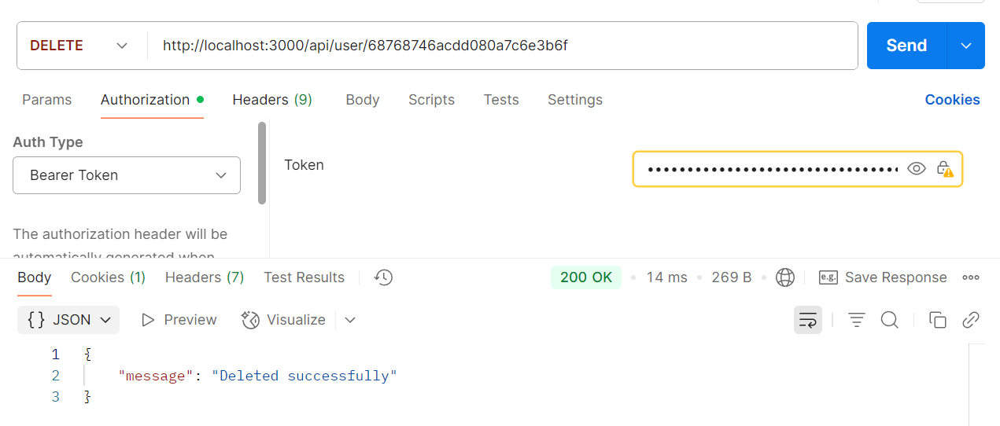 DELETE http://localhost:3000/api/user/68768746acdd080a7c6e3b6f Send
Params Authorization Headers (9) Body Scripts Tests Settings Cookies
Auth Type
Bearer Token
Token
The authorization header will be
automatically generated when
Body Cookies (1) Headers (7) Test Results 200 OK 14 ms 269 B e.g. Save Response
{} JSON Preview Visualize
1 {
2 "message": "Deleted successfully"
3 }